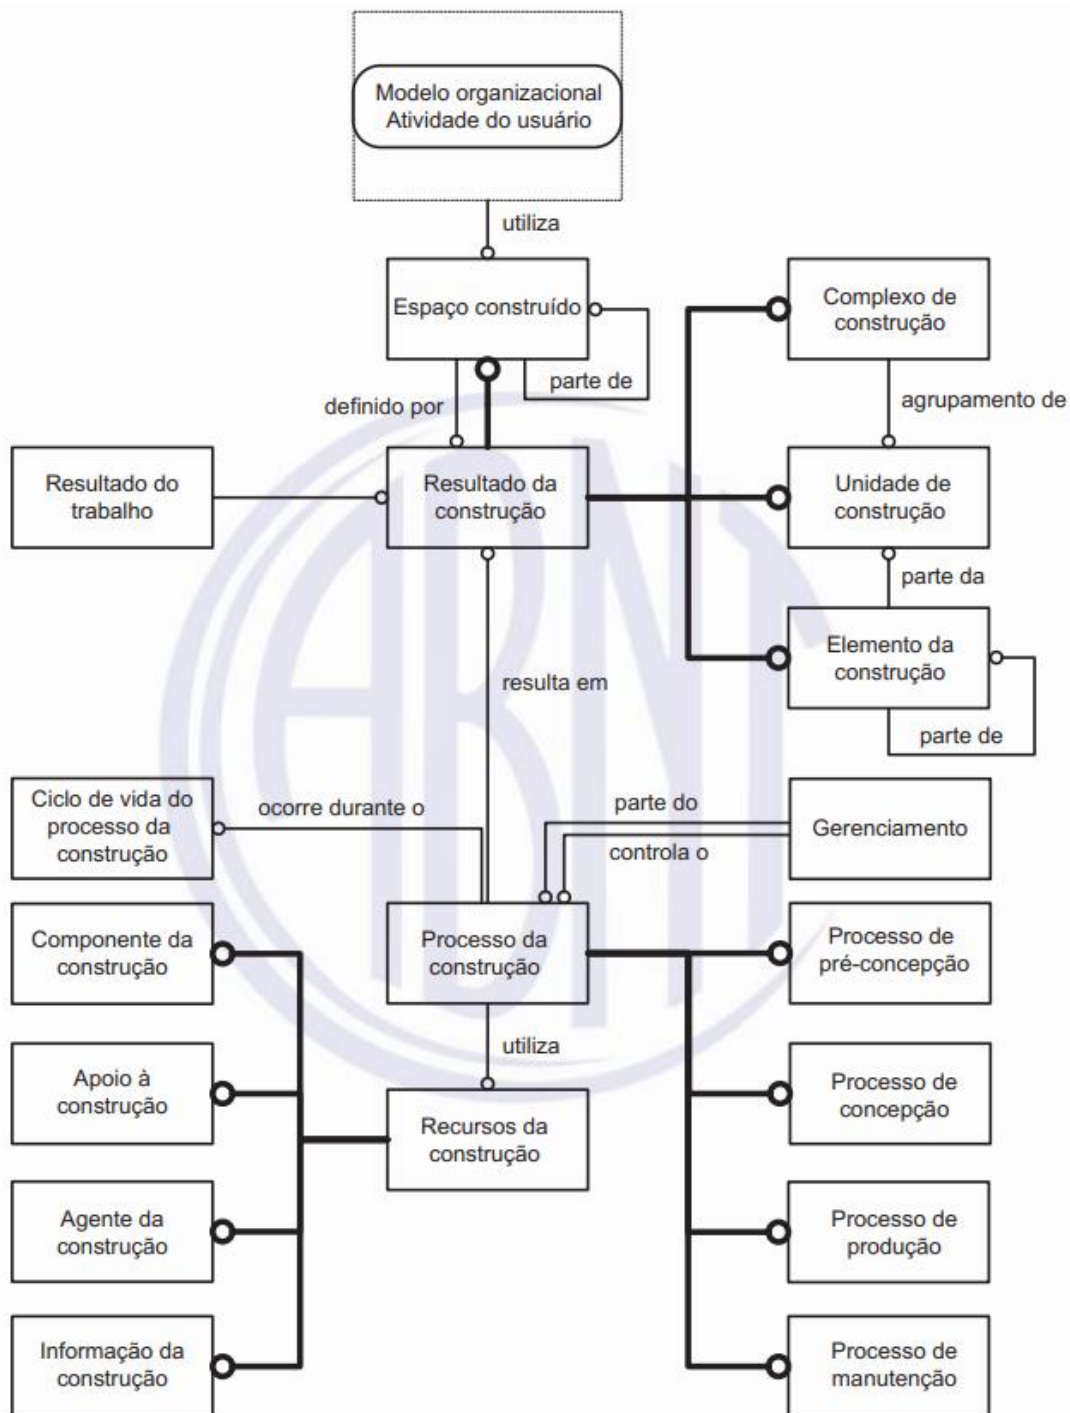 Modelo organizacional
Atividade do usuário
utiliza
Espaço construído
parte de
definido por
Complexo de
construção
agrupamento de
Resultado do
trabalho
Resultado da
construção
Unidade de
construção
parte da
Elemento da
construção
parte de
resulta em
Ciclo de vida do
processo da
construção
ocorre durante o
parte do
controla o
Gerenciamento
Componente da
construção
Processo da
construção
Processo de
pré-concepção
utiliza
Apoio à
construção
Recursos da
construção
Processo de
concepção
Agente da
construção
Processo de
produção
Informação da
construção
Processo de
manutenção
ABNT